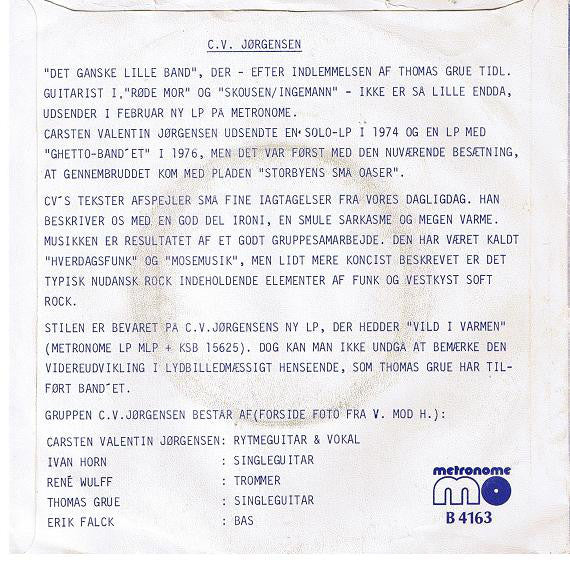 C.V. JØRGENSEN
"DET GANSKE LILLE BAND", DER - EFTER INDLEMMELSEN AF THOMAS GRUE TIDL.
GUITARIST I "RØDE MOR" OG "SKOUSEN/INGEMANN" - IKKE ER SÅ LILLE ENDDA,
UDSENDER I FEBRUAR NY LP PÅ METRONOME.
CARSTEN VALENTIN JØRGENSEN UDSENDTE EN SOLO-LP I 1974 OG EN LP MED
"GHETTO-BAND´ET" I 1976, MEN DET VAR FØRST MED DEN NUVÆRENDE BESÆTNING,
AT GENNEMBRUDDET KOM MED PLADEN "STORBYENS SMÅ OASER".
CV´S TEKSTER AFSPEJLER SMÅ FINE IAGTAGELSER FRA VORES DAGLIGDAG. HAN
BESKRIVER OS MED EN GOD DEL IRONI, EN SMULE SARKASME OG MEGEN VARME.
MUSIKKEN ER RESULTATET AF ET GODT GRUPPESAMARBEJDE. DEN HAR VÆRET KALDT
"HVERDAGSFUNK" OG "MOSEMUSIK", MEN LIDT MERE KONCIST BESKREVET ER DET
TYPISK NUDANSK ROCK INDEHOLDENDE ELEMENTER AF FUNK OG VESTKYST SOFT
ROCK.
STILEN ER BEVARET PÅ C.V.JØRGENSENS NY LP, DER HEDDER "VILD I VARMEN"
(METRONOME LP MLP + KSB 15625). DOG KAN MAN IKKE UNDGÅ AT BEMÆRKE DEN
VIDEREUDVIKLING I LYDBILLEDMÆSSIGT HENSEENDE, SOM THOMAS GRUE HAR TIL-
FØRT BAND´ET.
GRUPPEN C.V.JØRGENSEN BESTÅR AF(FORSIDE FOTO FRA V. MOD H.):
CARSTEN VALENTIN JØRGENSEN: RYTMEGUITAR & VOKAL
IVAN HORN : SINGLEGUITAR
RENÉ WULFF : TROMMER
THOMAS GRUE : SINGLEGUITAR
ERIK FALCK : BAS
metronome
mo
B 4163